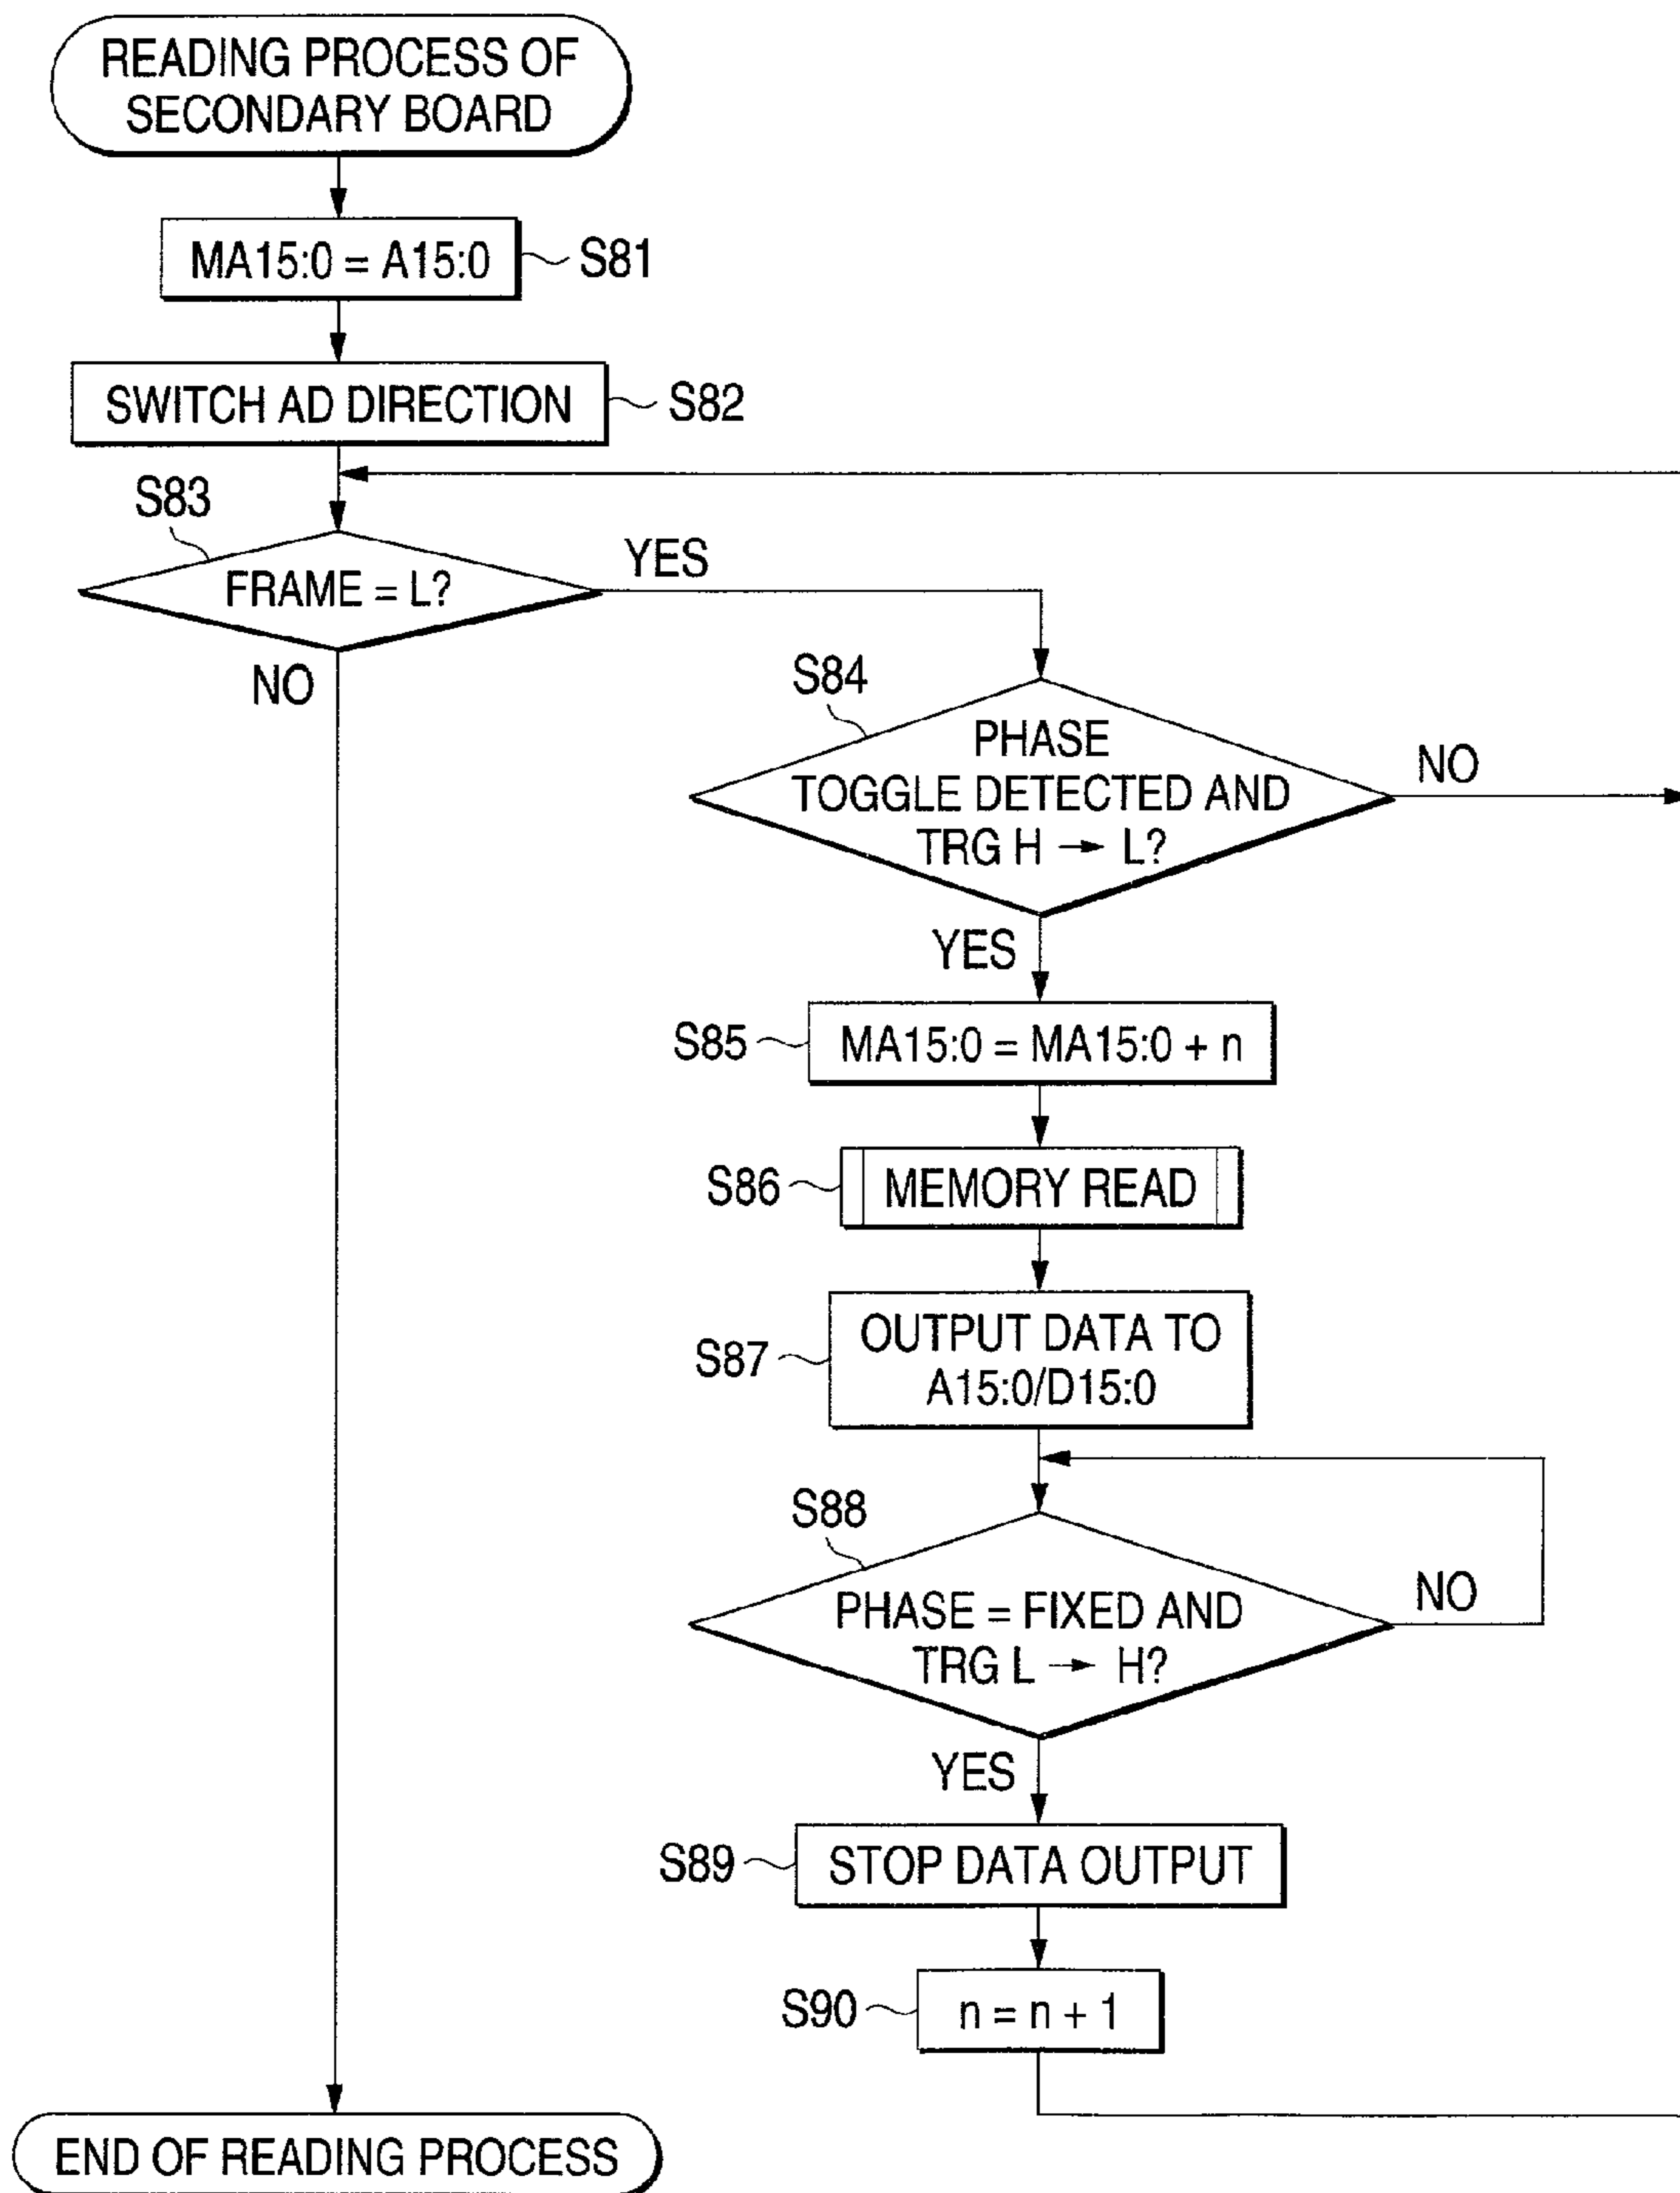 READING PROCESS OF
SECONDARY BOARD
MA15:0 = A15:0
S81
SWITCH AD DIRECTION
S82
S83
FRAME = L?
YES
NO
S84
PHASE
TOGGLE DETECTED AND
TRG H → L?
NO
YES
S85
MA15:0 = MA15:0 + n
S86
MEMORY READ
S87
OUTPUT DATA TO
A15:0/D15:0
S88
PHASE = FIXED AND
TRG L → H?
NO
YES
S89
STOP DATA OUTPUT
S90
n = n + 1
END OF READING PROCESS